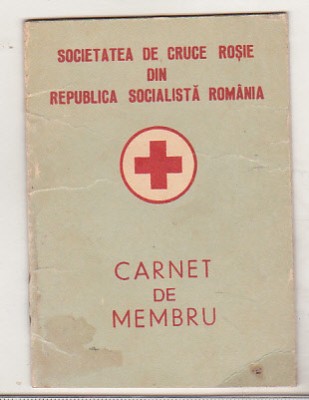 SOCIETATEA DE CRUCE ROȘIE
DIN
REPUBLICA SOCIALISTĂ ROMÂNIA
CARNET
DE
MEMBRU